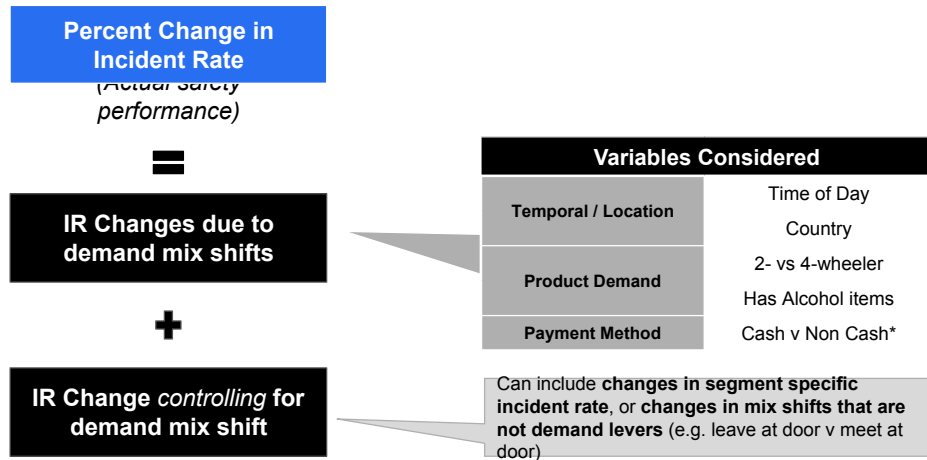 Percent Change in
Incident Rate
(Actual safety
performance)
=
IR Changes due to
demand mix shifts
+
IR Change controlling for
demand mix shift
Variables Considered
Temporal / Location
Time of Day
Country
Product Demand
2- vs 4-wheeler
Has Alcohol items
Payment Method
Cash v Non Cash*
Can include changes in segment specific
incident rate, or changes in mix shifts that are
not demand levers (e.g. leave at door v meet at
door)